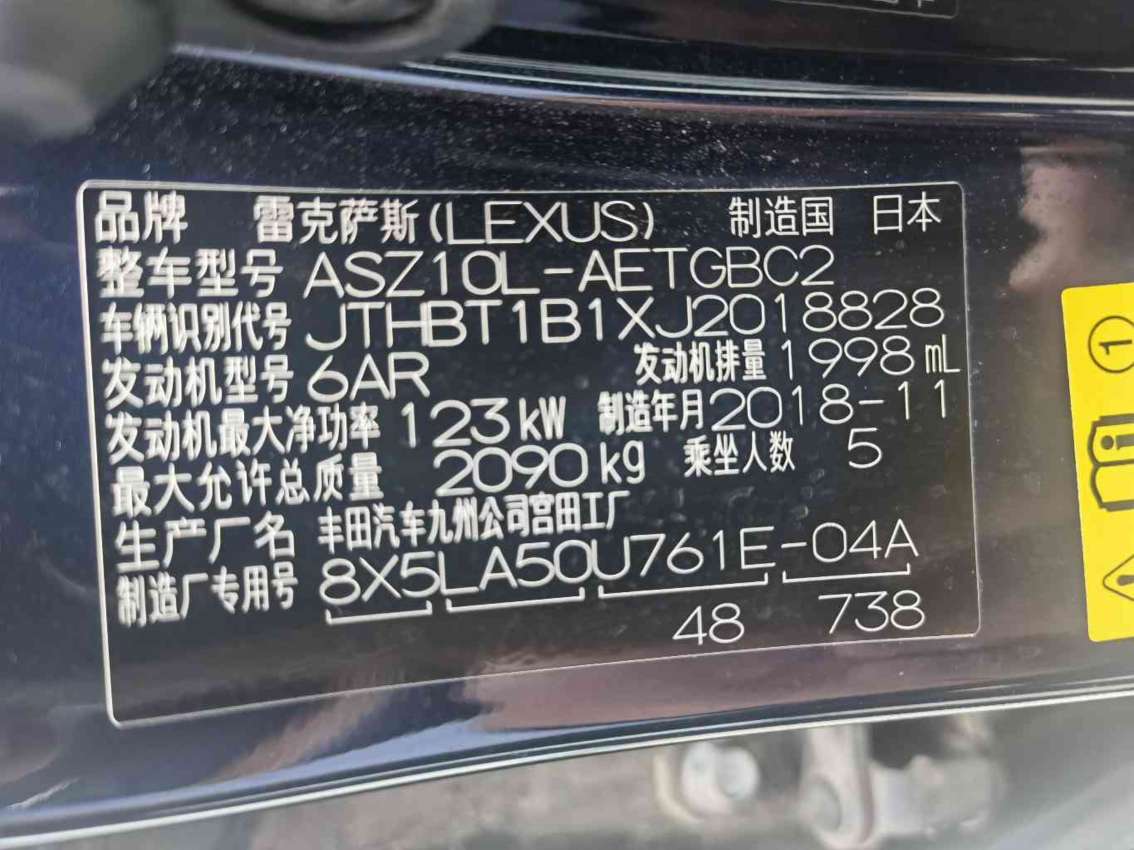 品牌 雷克萨斯(LEXUS) 制造国 日本
整车型号 ASZ10L-AETGBC2
车辆识别代号 JTHBT1B1XJ2018828
发动机型号 6AR 发动机排量 1998 mL
发动机最大净功率 123 kW 制造年月 2018-11
最大允许总质量 2090 kg 乘坐人数 5
生产厂名 丰田汽车九州公司宫田工厂
制造厂专用号 8X5LA50U761E-04A
48 738
①